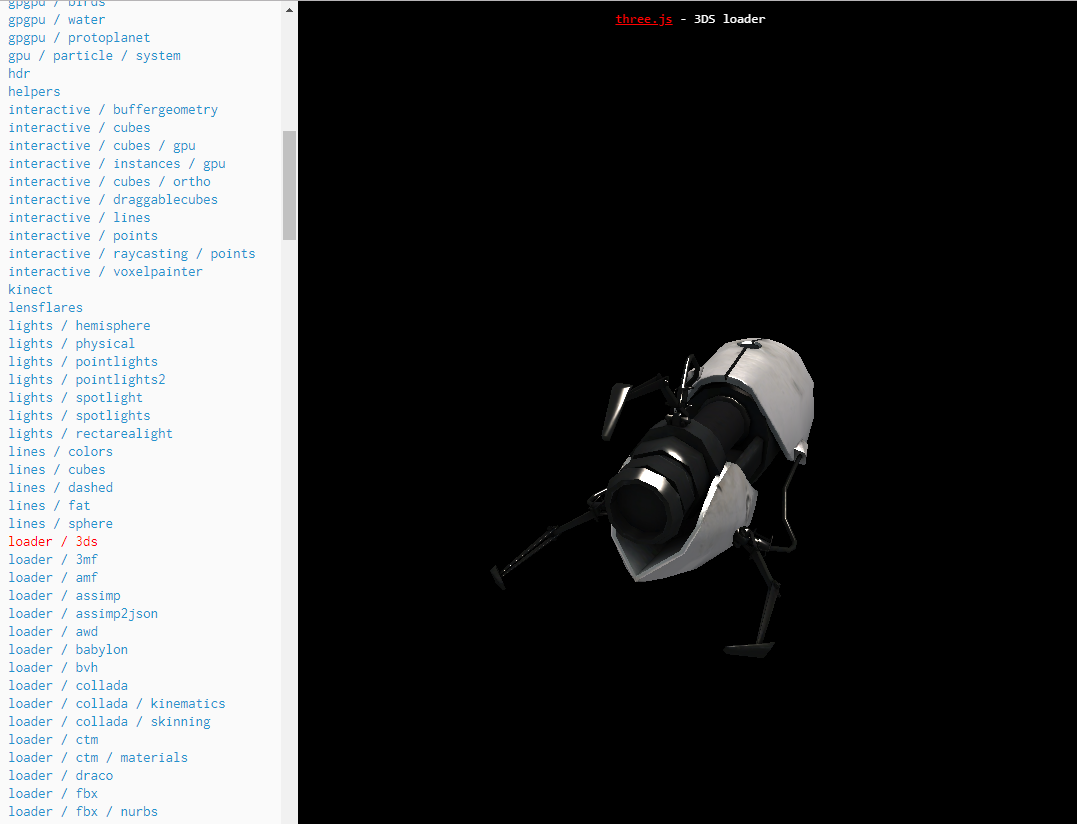 gpgpu / birds
gpgpu / water
gpgpu / protoplanet
gpu / particle / system
hdr
helpers
interactive / buffergeometry
interactive / cubes
interactive / cubes / gpu
interactive / instances / gpu
interactive / cubes / ortho
interactive / draggablecubes
interactive / lines
interactive / points
interactive / raycasting / points
interactive / voxelpainter
kinect
lensflares
lights / hemisphere
lights / physical
lights / pointlights
lights / pointlights2
lights / spotlight
lights / spotlights
lights / rectarealight
lines / colors
lines / cubes
lines / dashed
lines / fat
lines / sphere
loader / 3ds
loader / 3mf
loader / amf
loader / assimp
loader / assimp2json
loader / awd
loader / babylon
loader / bvh
loader / collada
loader / collada / kinematics
loader / collada / skinning
loader / ctm
loader / ctm / materials
loader / draco
loader / fbx
loader / fbx / nurbs
three.js - 3DS loader